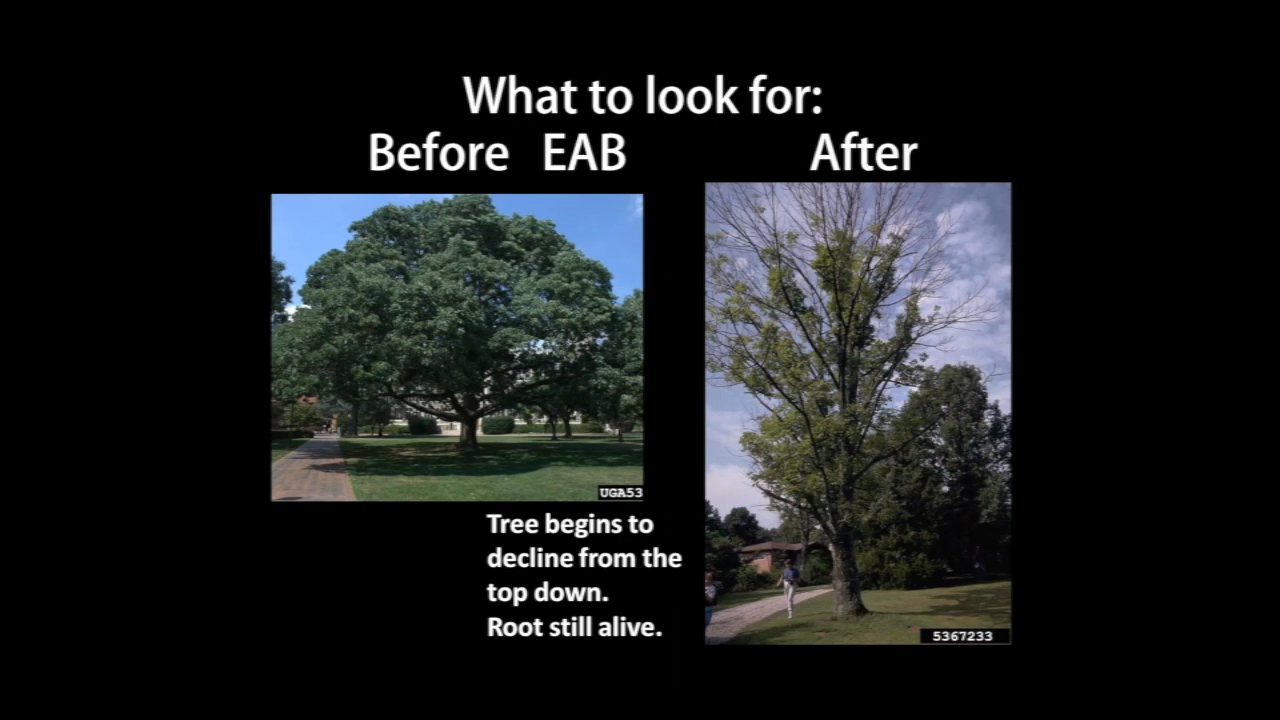 What to look for:
Before EAB After
UGA53
Tree begins to
decline from the
top down.
Root still alive.
5367233